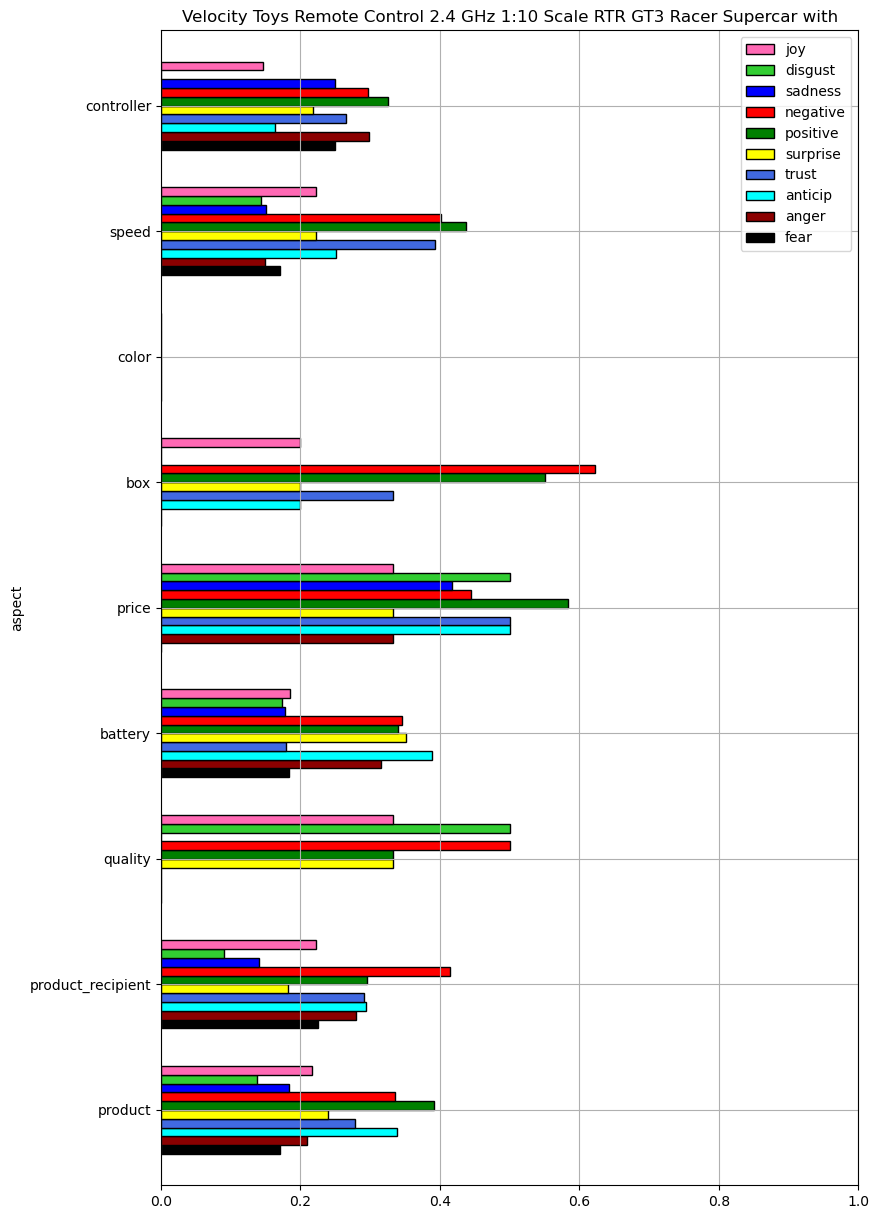 Velocity Toys Remote Control 2.4 GHz 1:10 Scale RTR GT3 Racer Supercar with
joy
disgust
sadness
negative
positive
surprise
trust
anticip
anger
fear
controller
speed
color
box
price
battery
quality
product_recipient
product
aspect
0.0 0.2 0.4 0.6 0.8 1.0